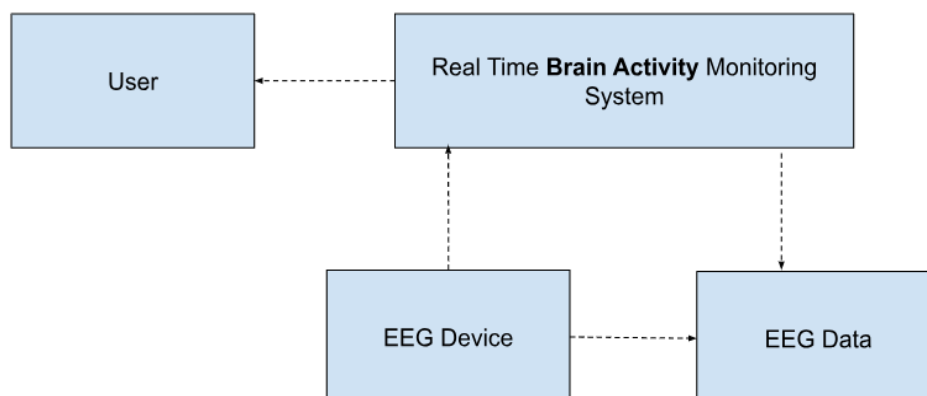 User
Real Time Brain Activity Monitoring
System
EEG Device
EEG Data